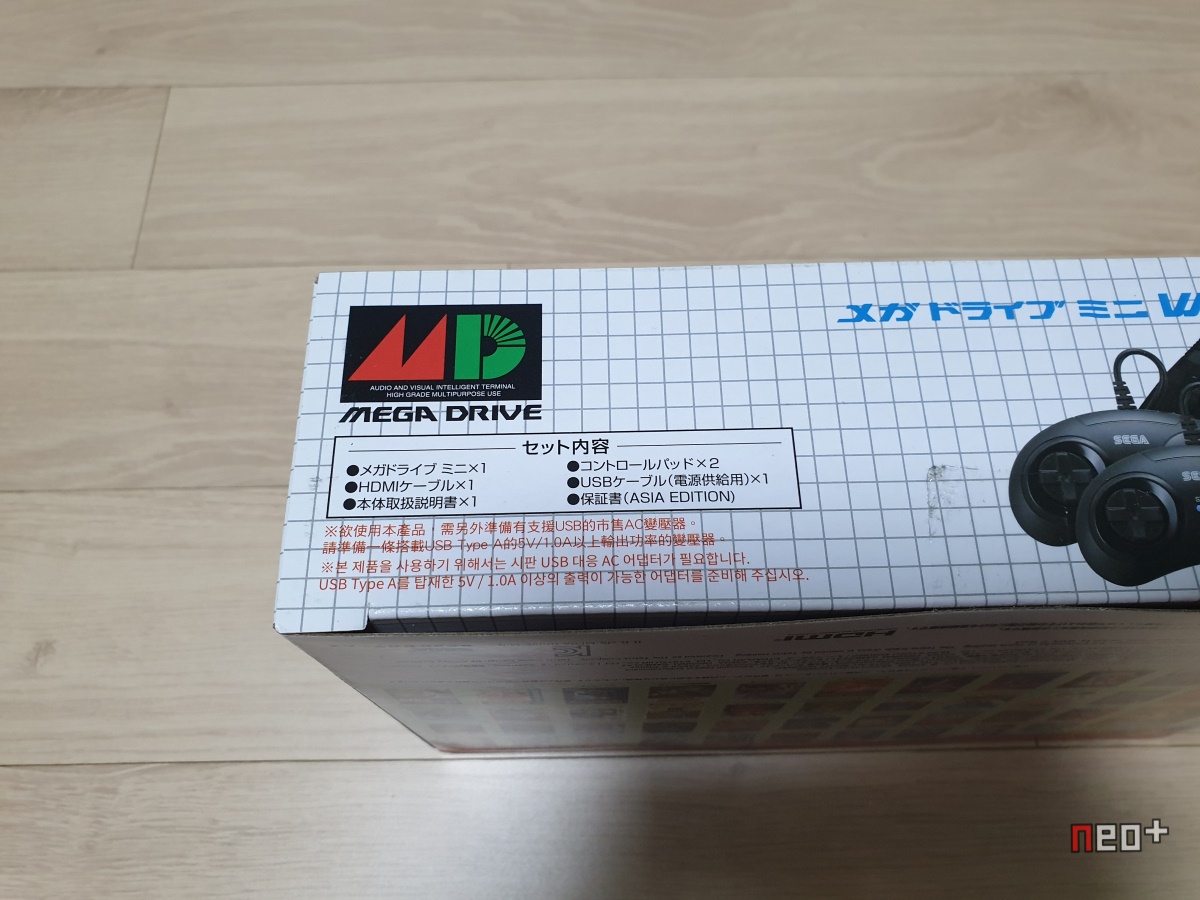 AUDIO AND VISUAL INTELLIGENT TERMINAL
HIGH GRADE MULTIPURPOSE USE
MEGA DRIVE
メガ ドライブ ミニ W
セット内容
●メガドライブ ミニ×1
●コントロールパッド×2
●HDMIケーブル×1
●USBケーブル(電源供給用)×1
●本体取扱説明書×1
●保証書(ASIA EDITION)
※欲使用本產品,需另外準備有支援USB的市售AC變壓器。
請準備一條搭載USB Type A的5V/1.0A以上輸出功率的變壓器。
※본 제품을 사용하기 위해서는 시판 USB 대응 AC 어댑터가 필요합니다.
USB Type A를 탑재한 5V / 1.0A 이상의 출력이 가능한 어댑터를 준비해 주십시오.
SEGA
SE
HDMI
neo+